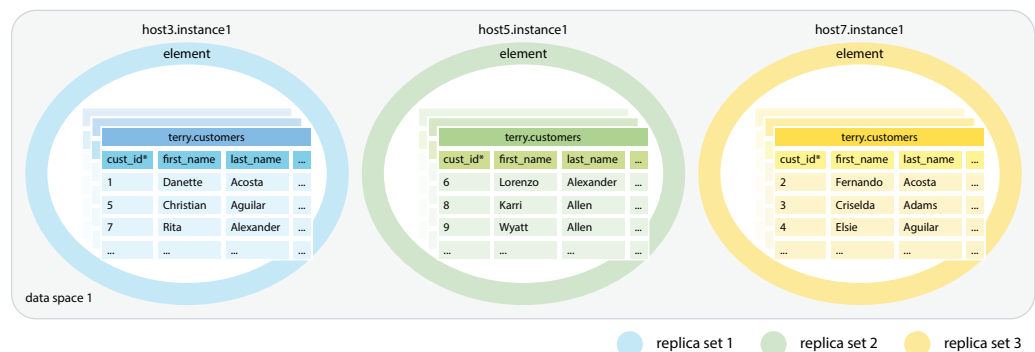 host3.instance1 host5.instance1 host7.instance1
element element element
terry.customers terry.customers terry.customers
cust_id* first_name last_name ... cust_id* first_name last_name ... cust_id* first_name last_name ...
1 Danette Acosta ... 6 Lorenzo Alexander ... 2 Fernando Acosta ...
5 Christian Aguilar ... 8 Karri Allen ... 3 Criselda Adams ...
7 Rita Alexander ... 9 Wyatt Allen ... 4 Elsie Aguilar ...
... ... ... ... ... ... ... ... ... ... ... ...
data space 1
replica set 1 replica set 2 replica set 3